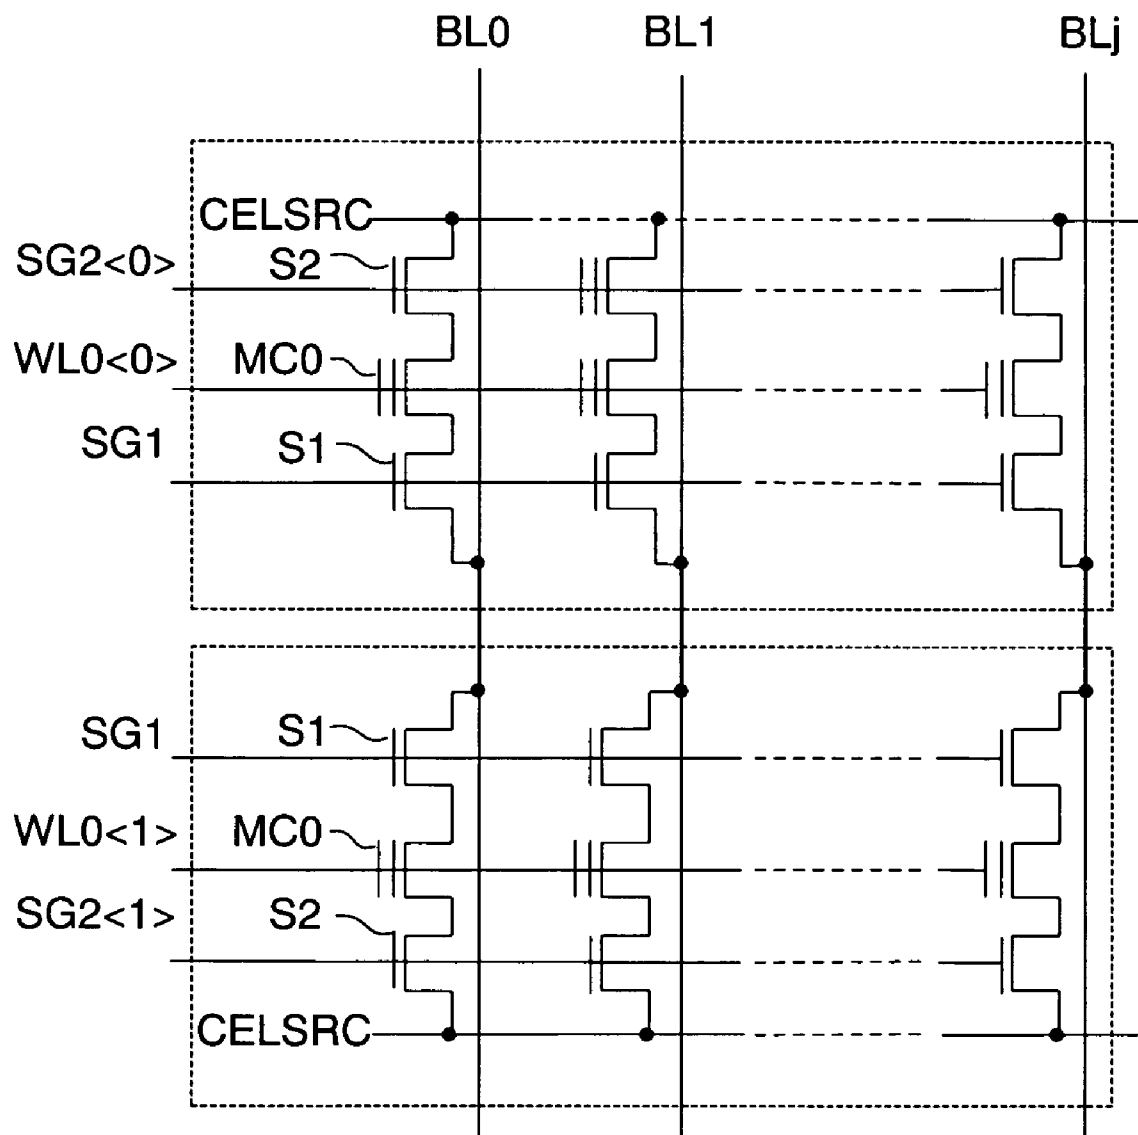 BL0 BL1 BLj
CELSRC
SG2<0> S2
WL0<0> MC0
SG1 S1
SG1 S1
WL0<1> MC0
SG2<1> S2
CELSRC